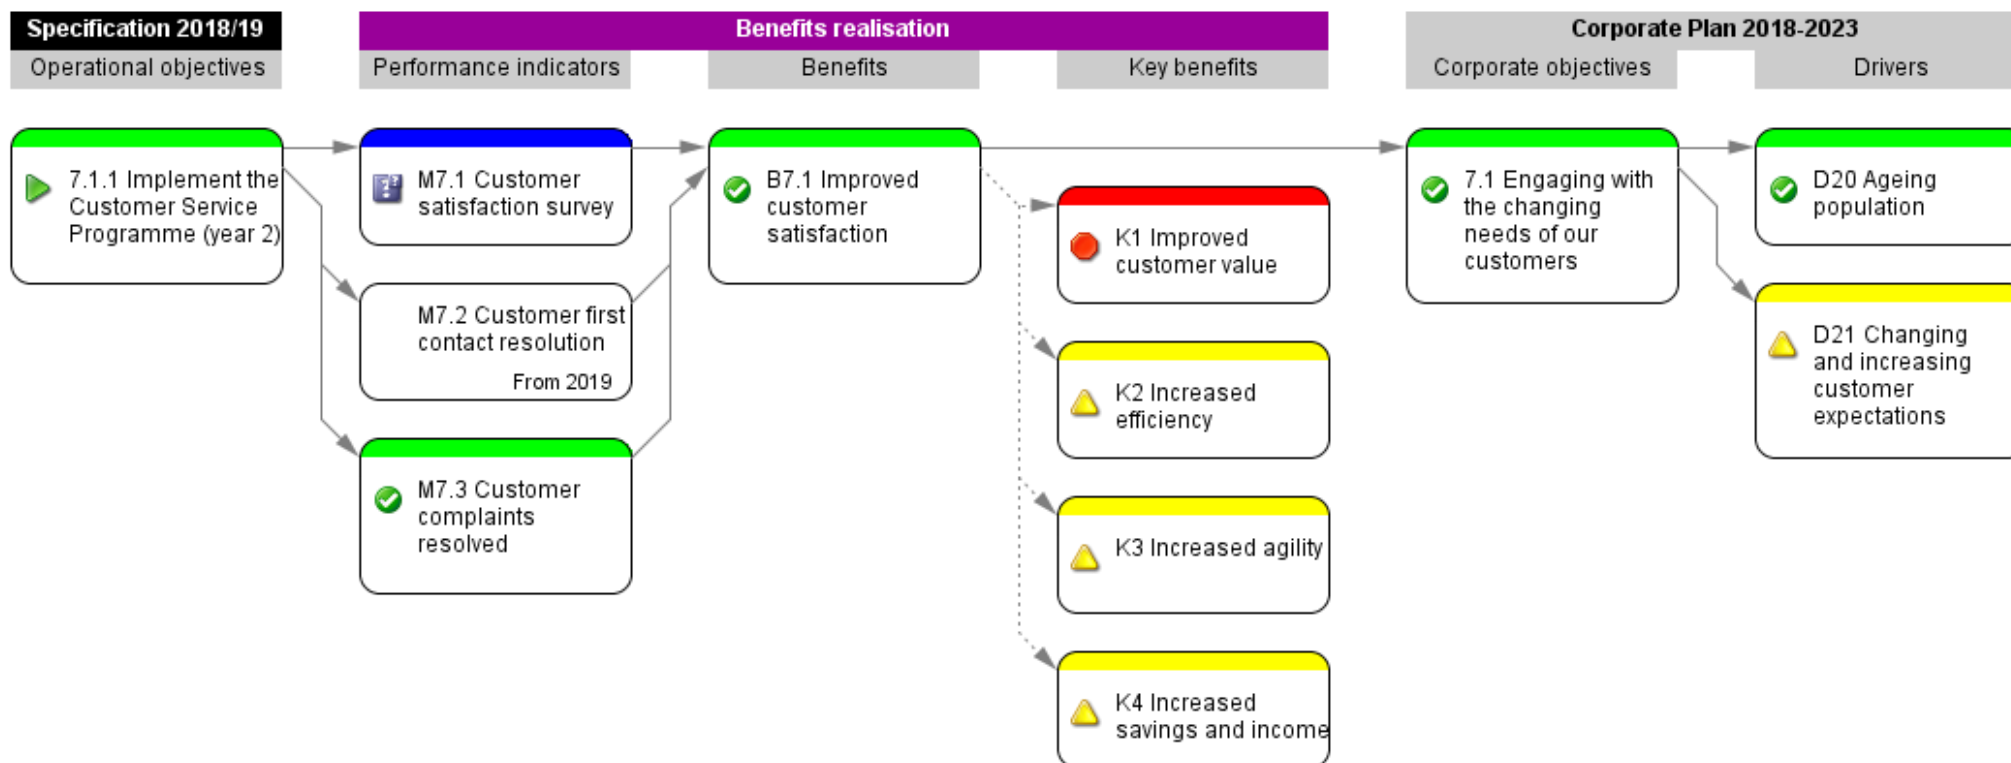 Specification 2018/19
Benefits realisation
Corporate Plan 2018-2023
Operational objectives
Performance indicators
Benefits
Key benefits
Corporate objectives
Drivers
7.1.1 Implement the
Customer Service
Programme (year 2)
M7.1 Customer
satisfaction survey
M7.2 Customer first
contact resolution
From 2019
M7.3 Customer
complaints
resolved
B7.1 Improved
customer
satisfaction
K1 Improved
customer value
K2 Increased
efficiency
K3 Increased agility
K4 Increased
savings and income
7.1 Engaging with
the changing
needs of our
customers
D20 Ageing
population
D21 Changing
and increasing
customer
expectations